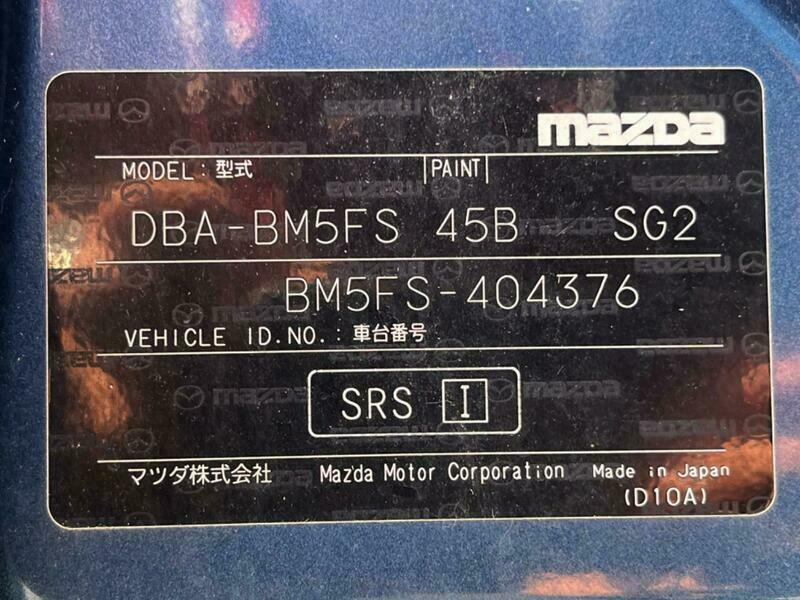 mazda
MODEL: 型式 PAINT
DBA-BM5FS 45B SG2
BM5FS-404376
VEHICLE ID.NO.: 車台番号
SRS I
マツダ株式会社 Mazda Motor Corporation Made in Japan
(D10A)